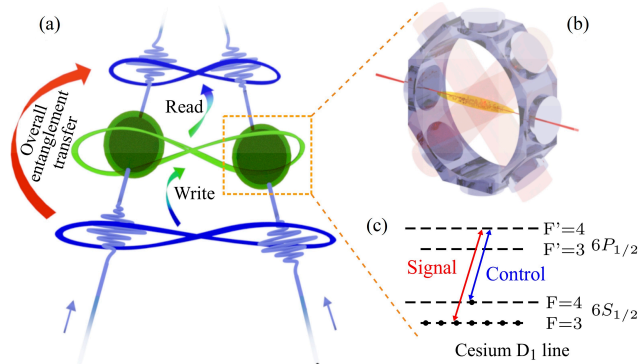 (a)
(b)
Read
Overall
entanglement
transfer
Write
(c)
F'=4
F'=3 6P1/2
Signal
Control
F=4
6S1/2
F=3
Cesium D1 line